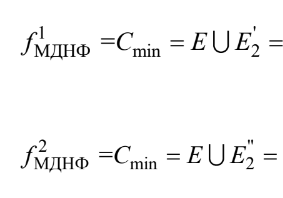 f¹МДНФ =Cmin = E ⋃ E'₂ =
f²МДНФ =Cmin = E ⋃ E"₂ =